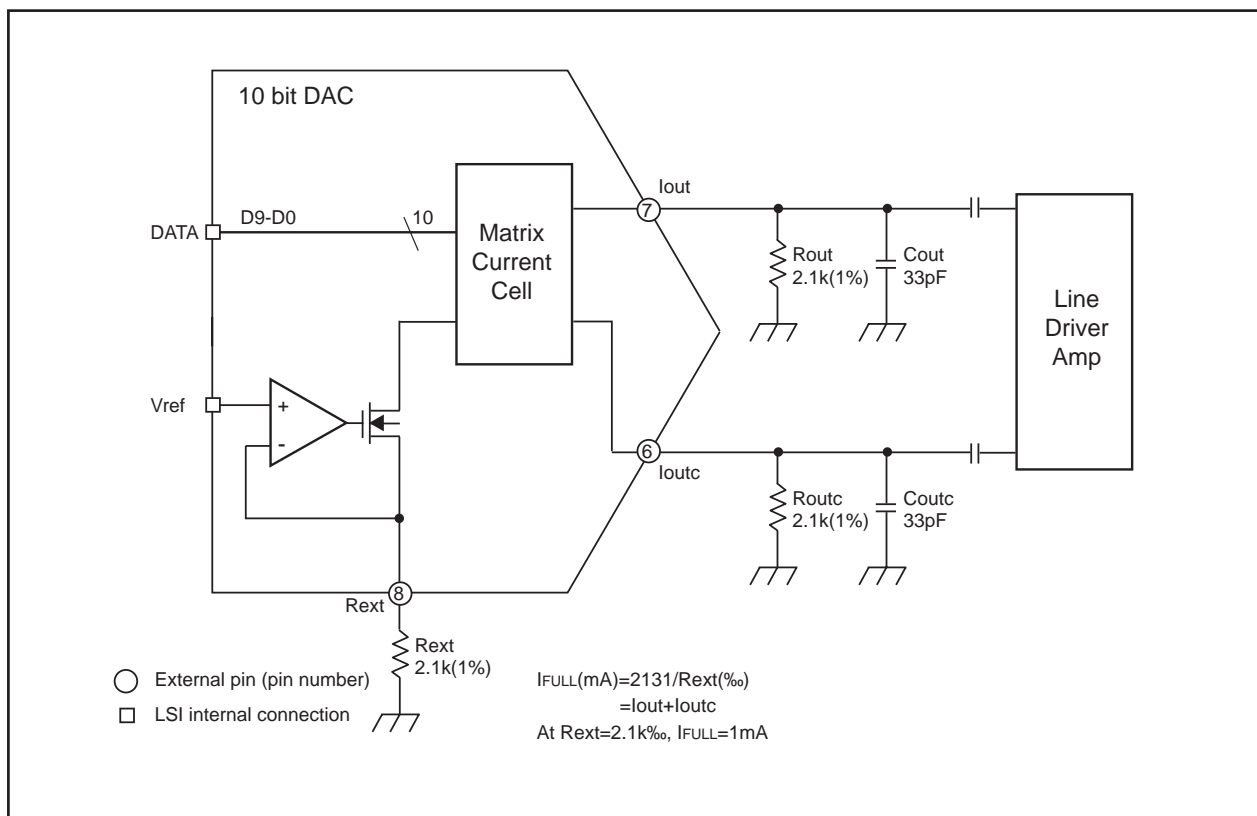 10 bit DAC
DATA
D9-D0
10
Matrix
Current
Cell
Iout
7
Rout
2.1k(1%)
Cout
33pF
Line
Driver
Amp
Vref
+
-
6
Ioutc
Routc
2.1k(1%)
Coutc
33pF
8
Rext
Rext
2.1k(1%)
External pin (pin number)
LSI internal connection
IFULL(mA)=2131/Rext(‰)
=Iout+Ioutc
At Rext=2.1k‰, IFULL=1mA